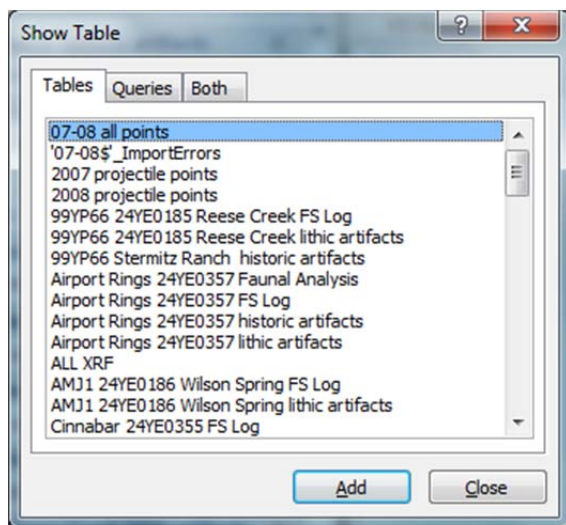 Show Table
Tables Queries Both
07-08 all points
'07-08$'_ImportErrors
2007 projectile points
2008 projectile points
99YP66 24YE0185 Reese Creek FS Log
99YP66 24YE0185 Reese Creek lithic artifacts
99YP66 Stermitz Ranch  historic artifacts
Airport Rings 24YE0357 Faunal Analysis
Airport Rings 24YE0357 FS Log
Airport Rings 24YE0357 historic artifacts
Airport Rings 24YE0357 lithic artifacts
ALL XRF
AMJ1 24YE0186 Wilson Spring FS Log
AMJ1 24YE0186 Wilson Spring lithic artifacts
Cinnabar 24YE0355 FS Log
Add Close